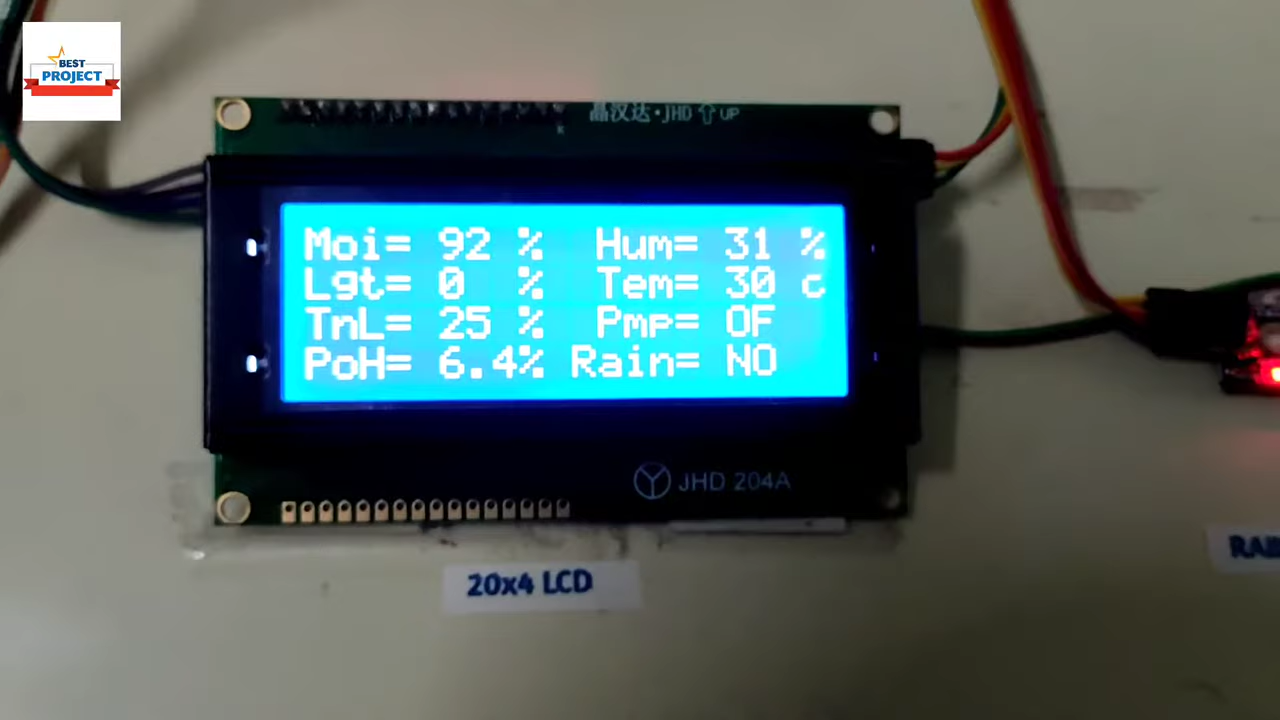 BEST
PROJECT
晶汉达·JHD UP
K
Moi= 92 % Hum= 31 %
Lgt= 0 % Tem= 30 c
TnL= 25 % Pmp= OF
PoH= 6.4% Rain= NO
JHD 204A
20x4 LCD